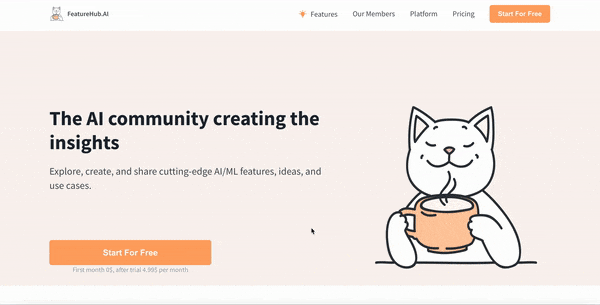 FeatureHub.AI
Features
Our Members
Platform
Pricing
Start For Free
The AI community creating the
insights
Explore, create, and share cutting-edge AI/ML features, ideas, and
use cases.
Start For Free
First month 0$, after trial 4.99$ per month